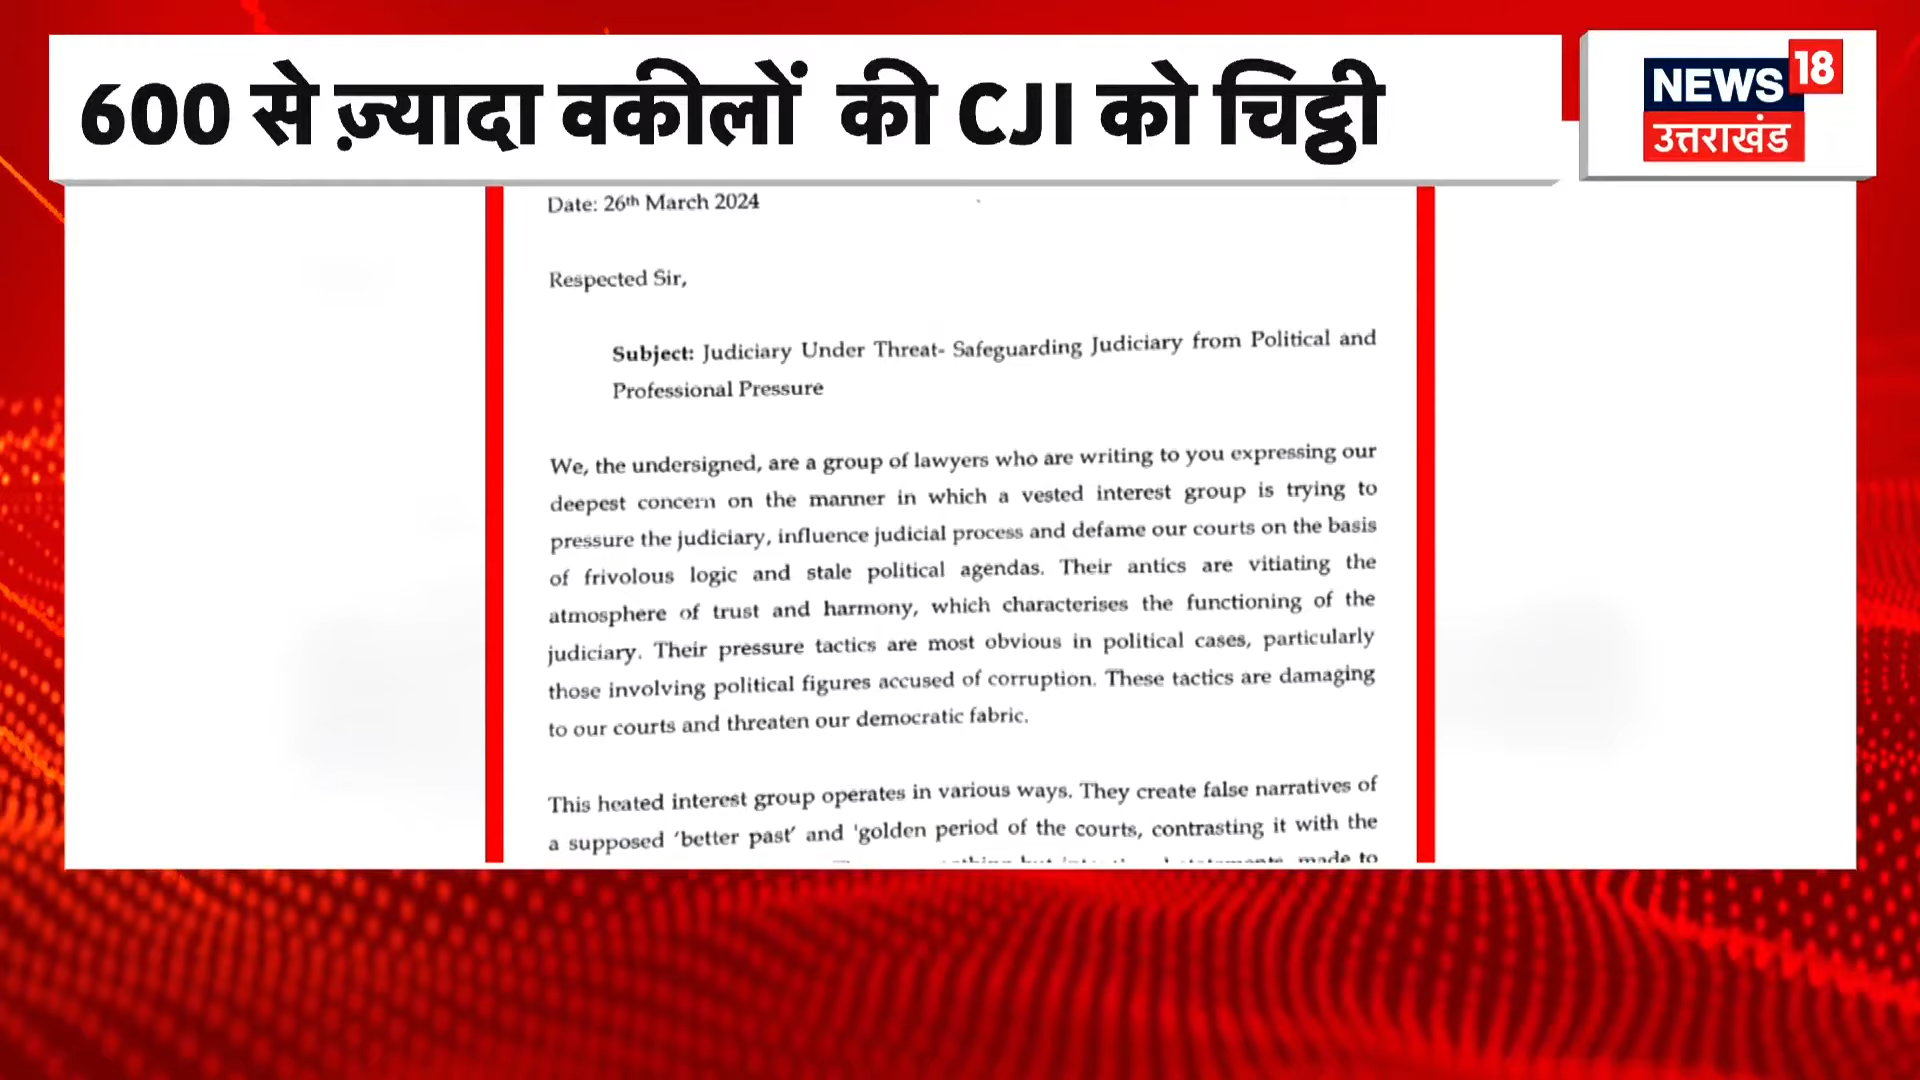 600 से ज़्यादा वकीलों की CJI को चिट्ठी
NEWS 18
उत्तराखंड
Date: 26th March 2024
Respected Sir,
Subject: Judiciary Under Threat- Safeguarding Judiciary from Political and
Professional Pressure
We, the undersigned, are a group of lawyers who are writing to you expressing our
deepest concern on the manner in which a vested interest group is trying to
pressure the judiciary, influence judicial process and defame our courts on the basis
of frivolous logic and stale political agendas. Their antics are vitiating the
atmosphere of trust and harmony, which characterises the functioning of the
judiciary. Their pressure tactics are most obvious in political cases, particularly
those involving political figures accused of corruption. These tactics are damaging
to our courts and threaten our democratic fabric.
This heated interest group operates in various ways. They create false narratives of
a supposed ‘better past’ and 'golden period of the courts, contrasting it with the
made to